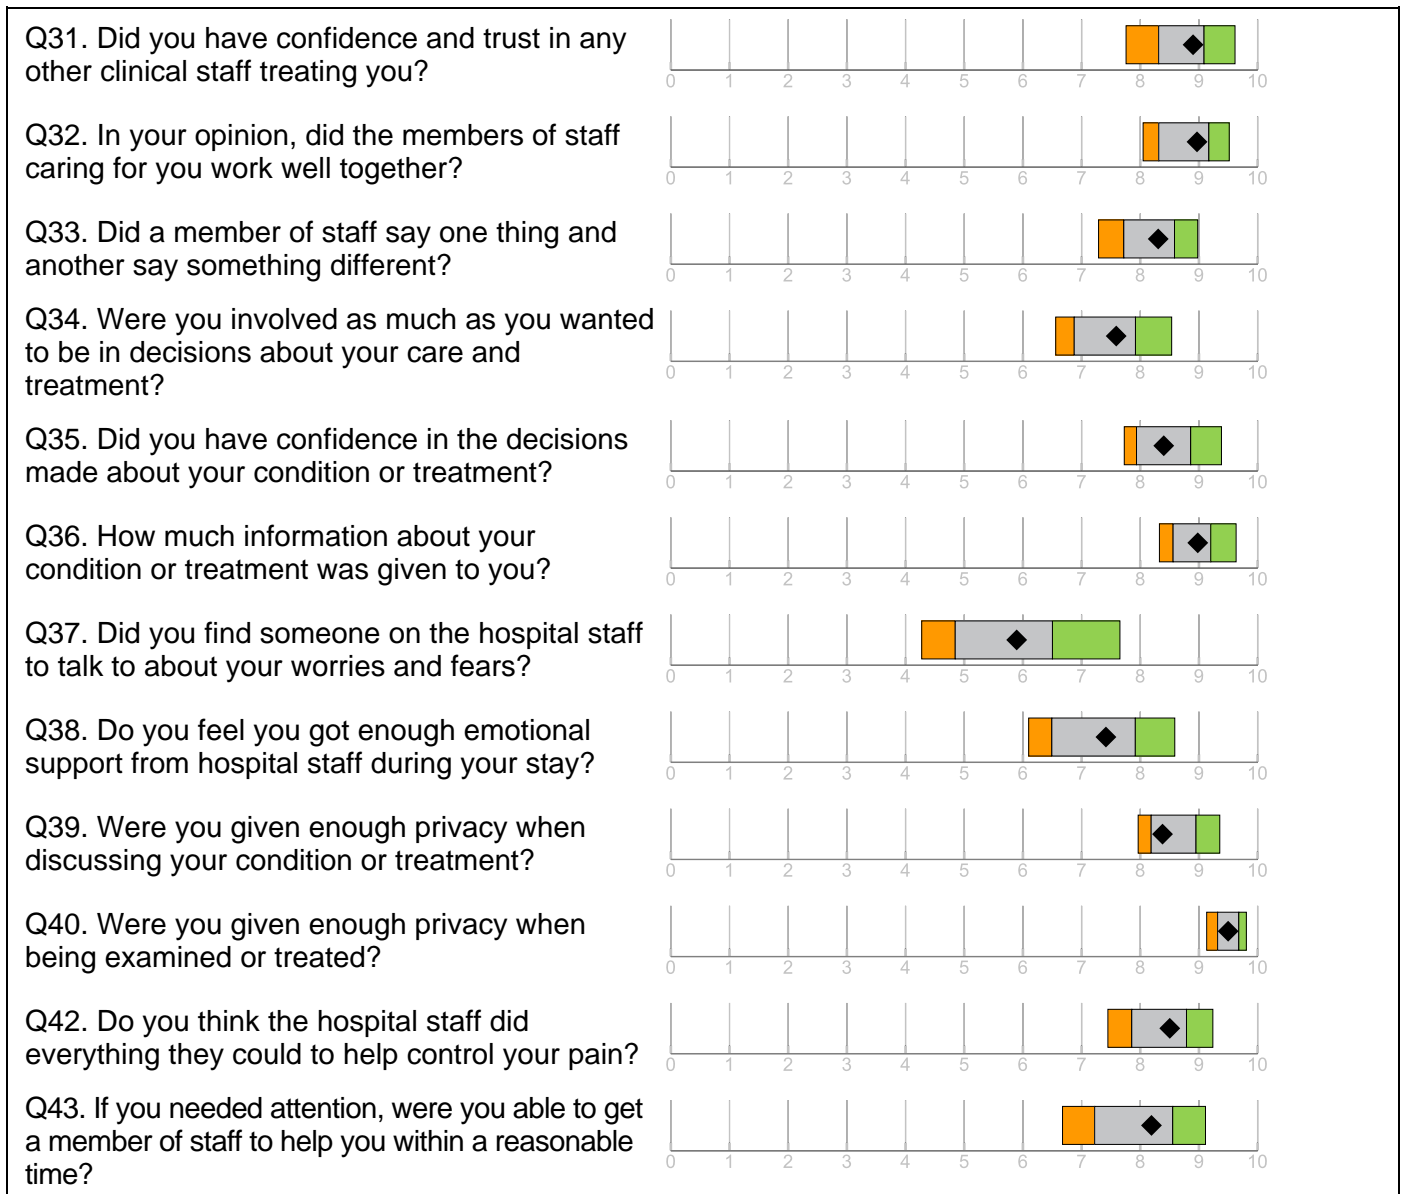 Q31. Did you have confidence and trust in any
other clinical staff treating you?
0 1 2 3 4 5 6 7 8 9 10
Q32. In your opinion, did the members of staff
caring for you work well together?
0 1 2 3 4 5 6 7 8 9 10
Q33. Did a member of staff say one thing and
another say something different?
0 1 2 3 4 5 6 7 8 9 10
Q34. Were you involved as much as you wanted
to be in decisions about your care and
treatment?
0 1 2 3 4 5 6 7 8 9 10
Q35. Did you have confidence in the decisions
made about your condition or treatment?
0 1 2 3 4 5 6 7 8 9 10
Q36. How much information about your
condition or treatment was given to you?
0 1 2 3 4 5 6 7 8 9 10
Q37. Did you find someone on the hospital staff
to talk to about your worries and fears?
0 1 2 3 4 5 6 7 8 9 10
Q38. Do you feel you got enough emotional
support from hospital staff during your stay?
0 1 2 3 4 5 6 7 8 9 10
Q39. Were you given enough privacy when
discussing your condition or treatment?
0 1 2 3 4 5 6 7 8 9 10
Q40. Were you given enough privacy when
being examined or treated?
0 1 2 3 4 5 6 7 8 9 10
Q42. Do you think the hospital staff did
everything they could to help control your pain?
0 1 2 3 4 5 6 7 8 9 10
Q43. If you needed attention, were you able to get
a member of staff to help you within a reasonable
time?
0 1 2 3 4 5 6 7 8 9 10